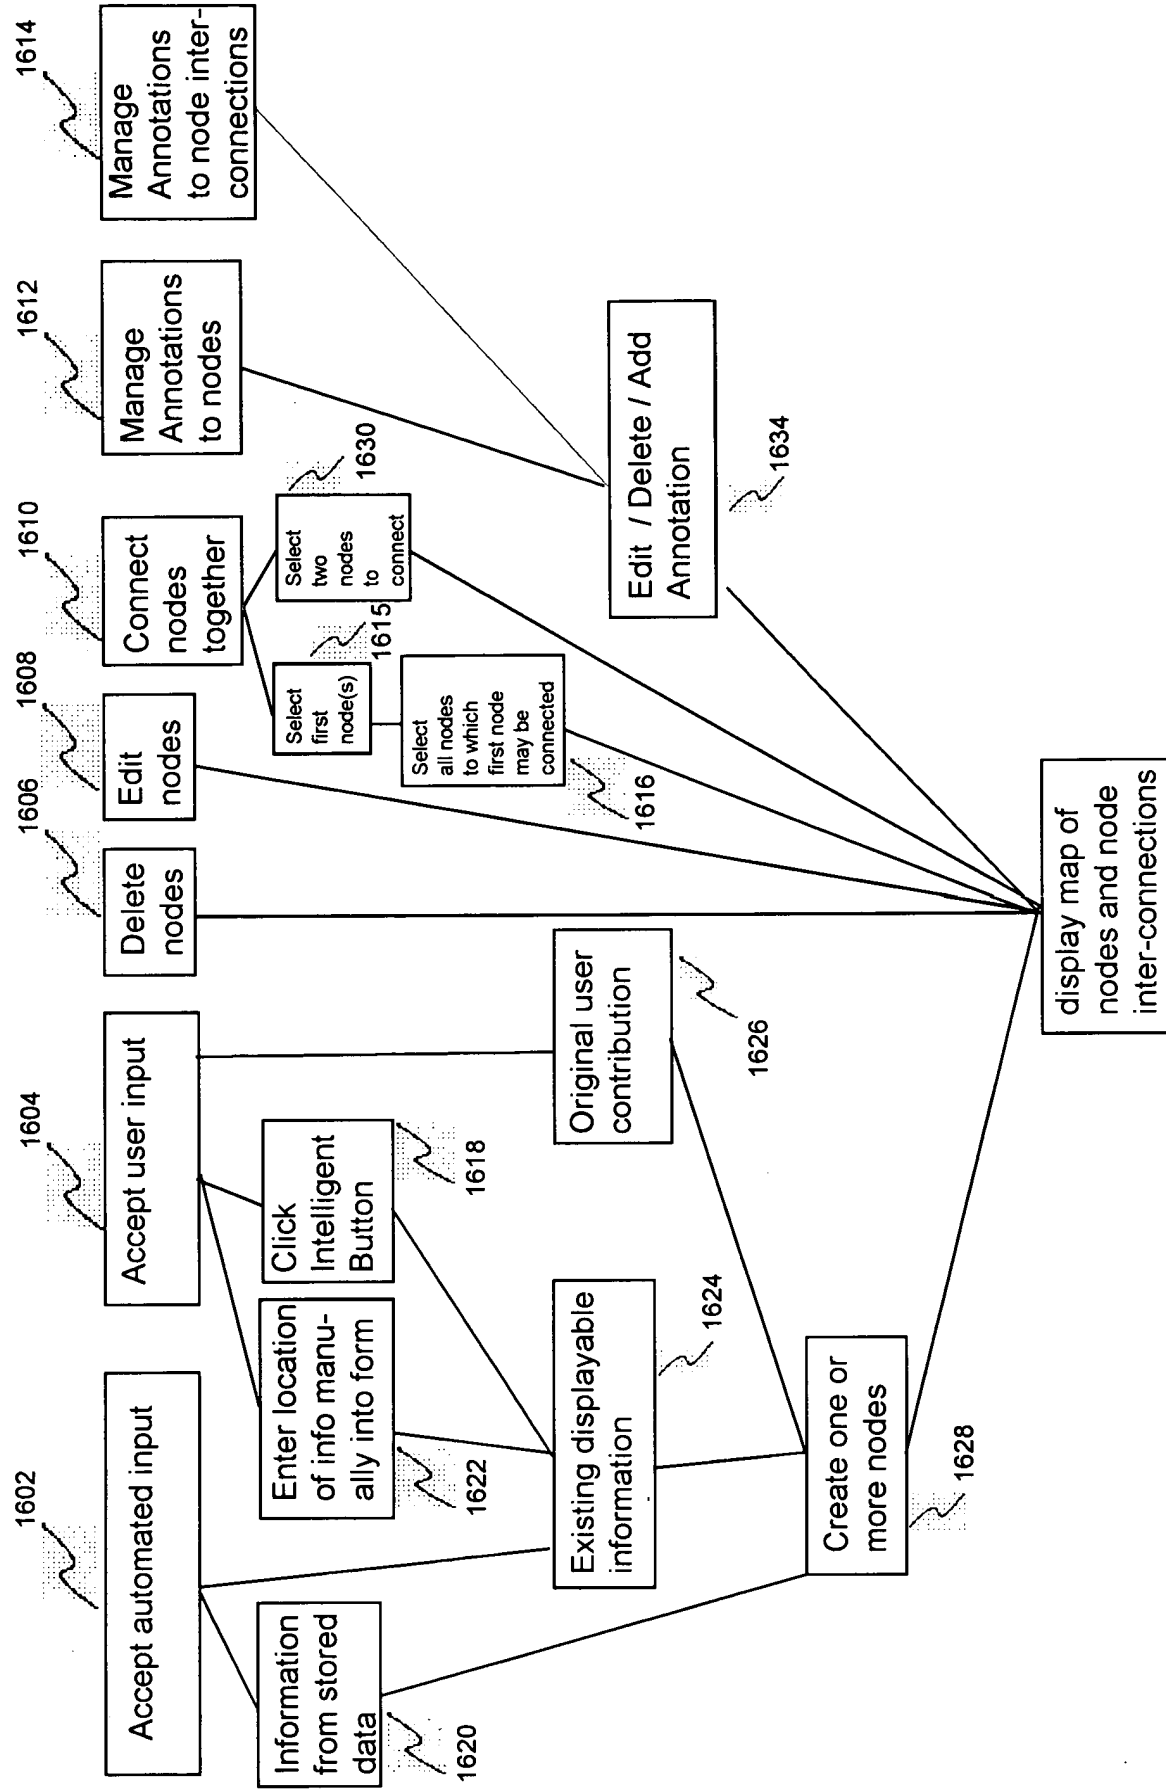 1602
Accept automated input
1604
Accept user input
1606
Delete
nodes
1608
Edit
nodes
1610
Connect
nodes
together
1612
Manage
Annotations
to nodes
1614
Manage
Annotations
to node inter-
connections
Information
from stored
data
1620
Enter location
of info manu-
ally into form
1622
Click
Intelligent
Button
1618
Select
first
node(s)
1615
Select
two
nodes
to
connect
1630
Select
all nodes
to which
first node
may be
connected
1616
Existing displayable
information
1624
Original user
contribution
1626
Edit / Delete / Add
Annotation
1634
Create one or
more nodes
1628
display map of
nodes and node
inter-connections